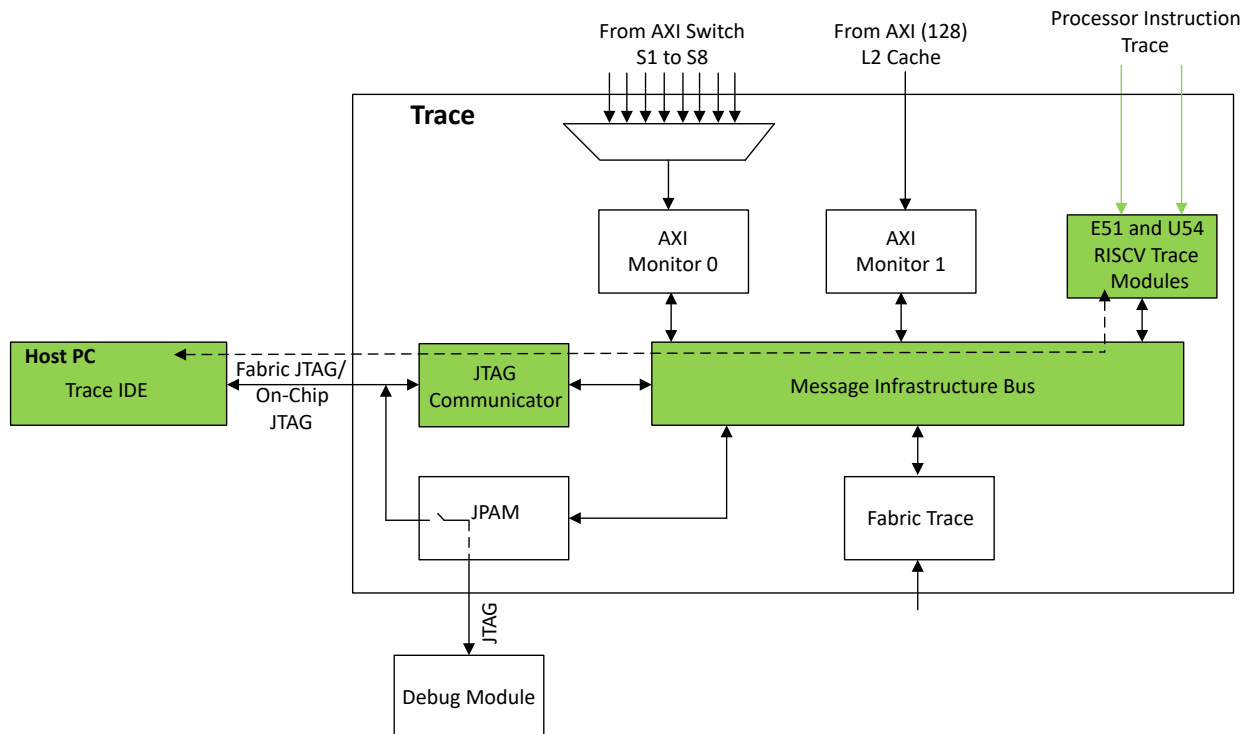 From AXI Switch
S1 to S8
From AXI (128)
L2 Cache
Processor Instruction
Trace
Trace
AXI
Monitor 0
AXI
Monitor 1
E51 and U54
RISCV Trace
Modules
Host PC
Trace IDE
Fabric JTAG/
On-Chip
JTAG
JTAG
Communicator
Message Infrastructure Bus
JPAM
Fabric Trace
JTAG
Debug Module